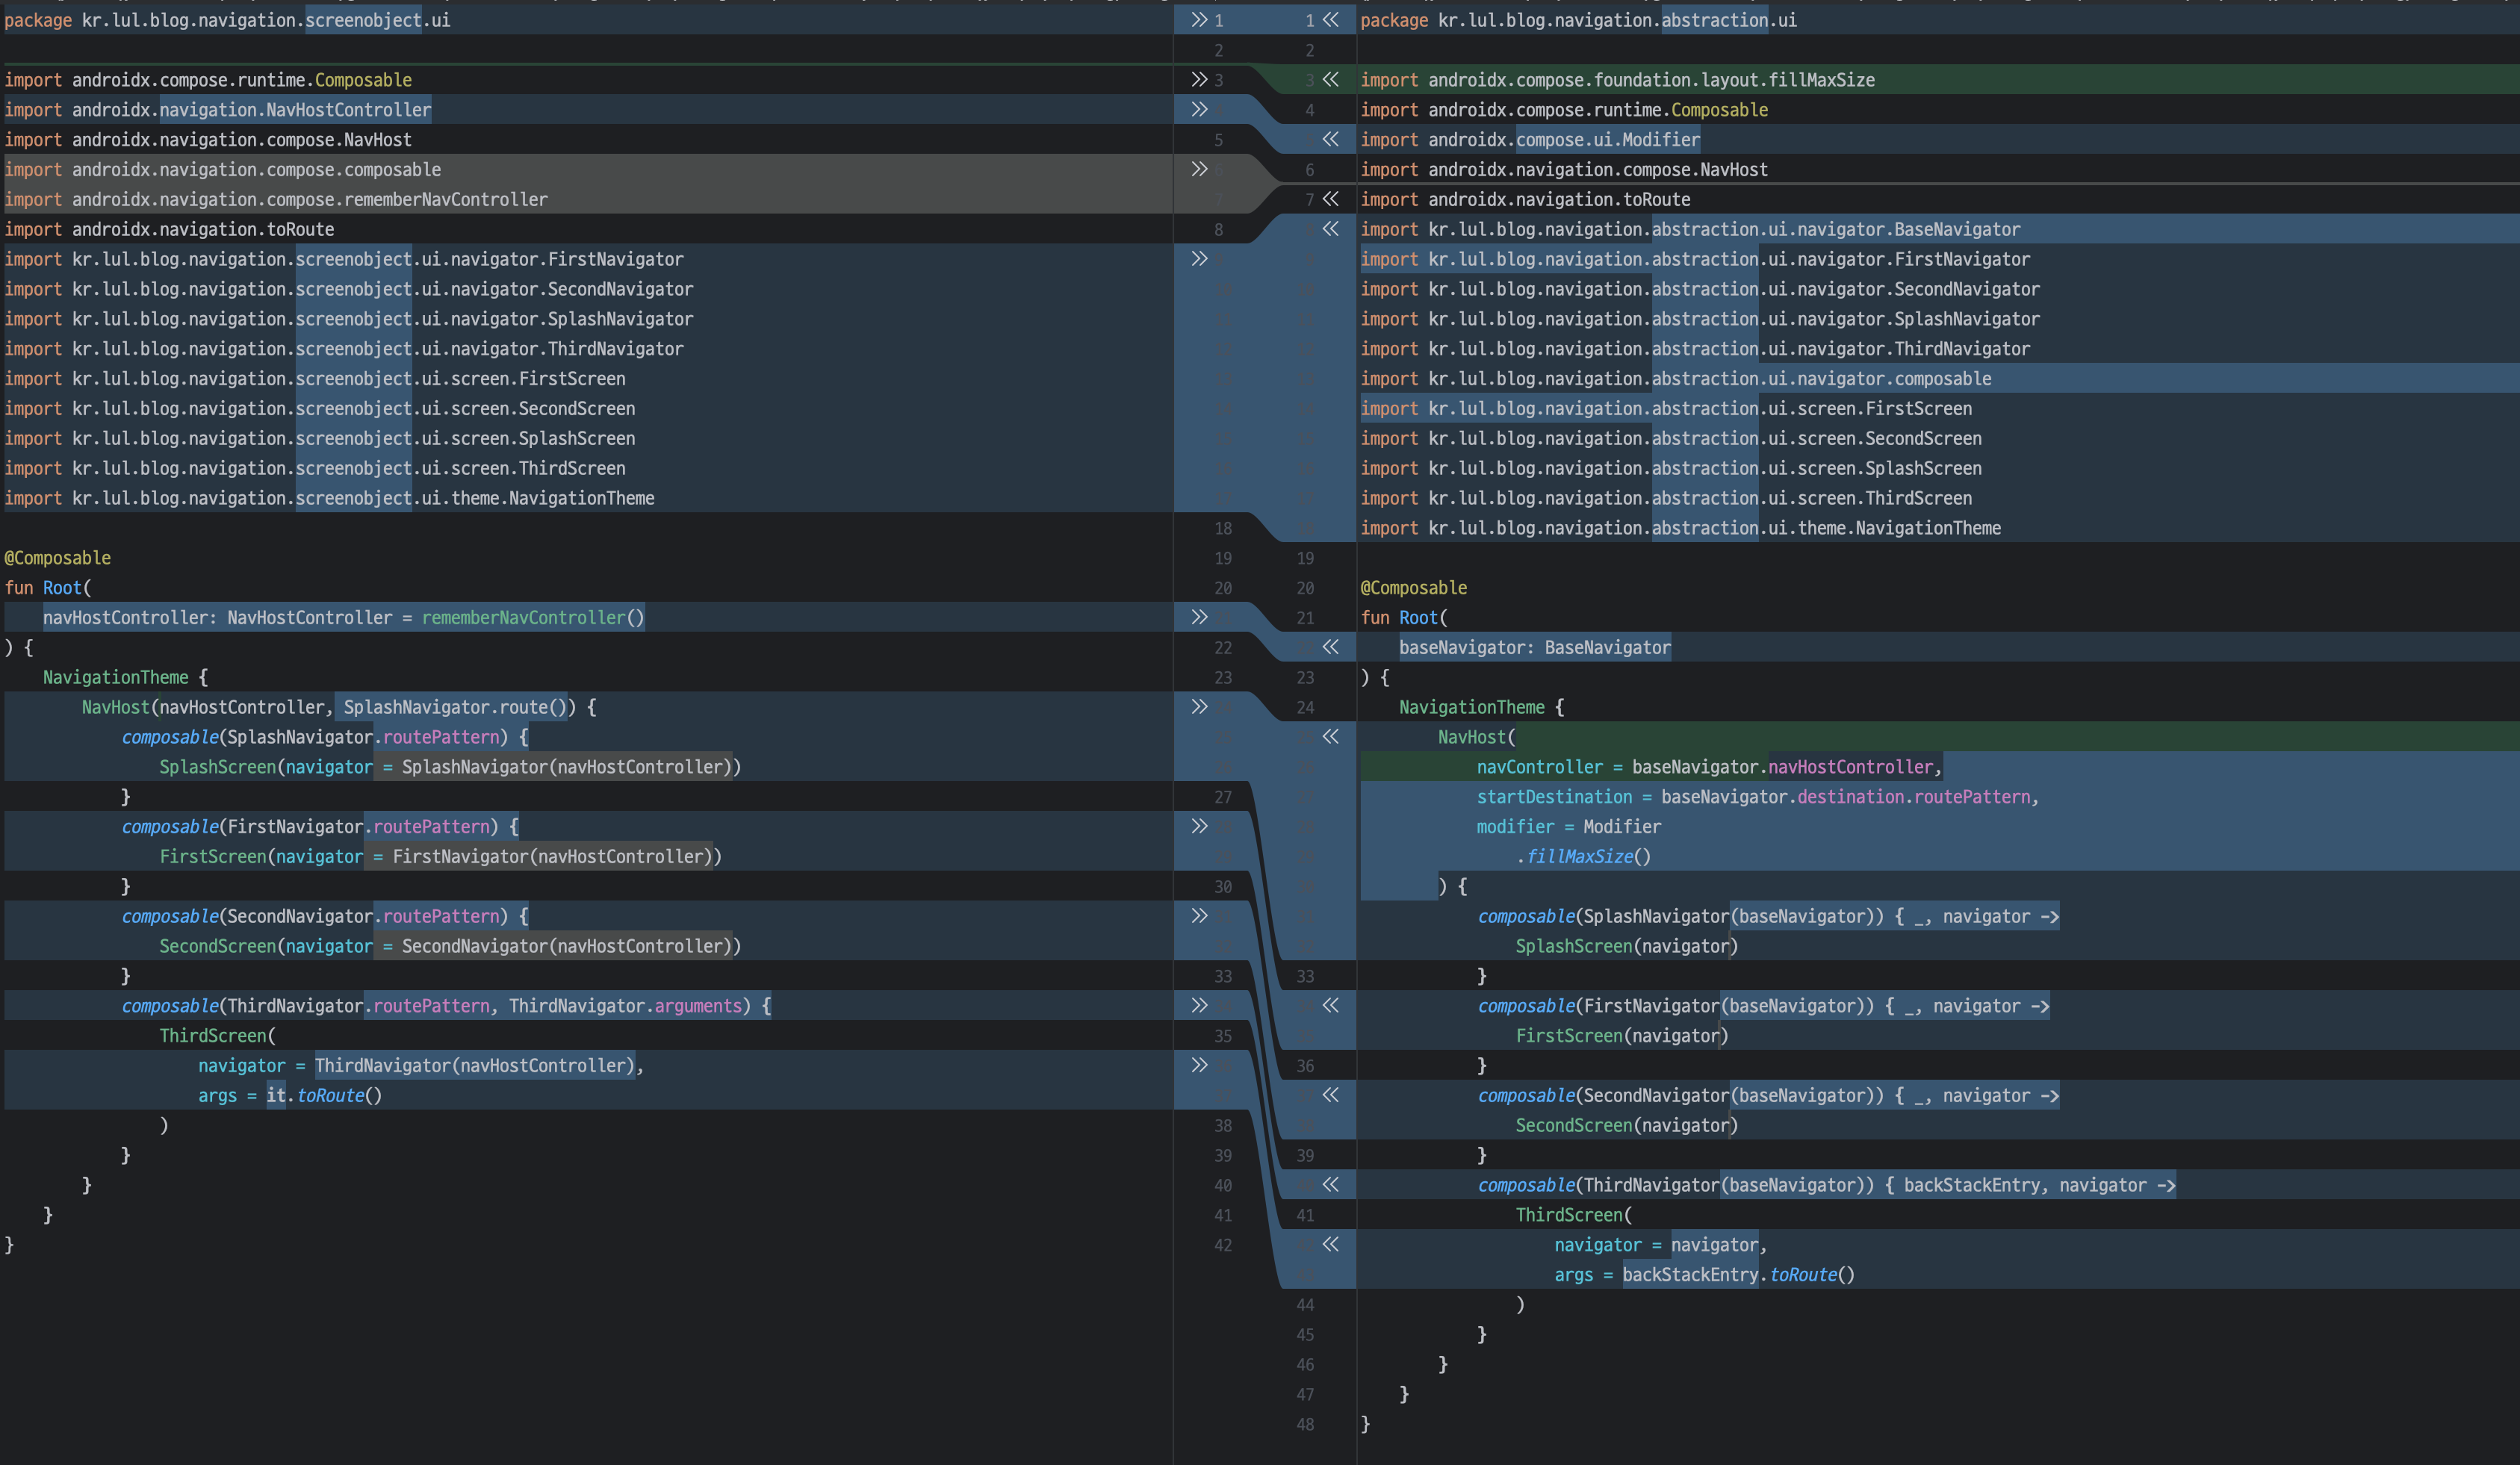 package kr.lul.blog.navigation.screenobject.ui

import androidx.compose.runtime.Composable
import androidx.navigation.NavHostController
import androidx.navigation.compose.NavHost
import androidx.navigation.compose.composable
import androidx.navigation.compose.rememberNavController
import androidx.navigation.toRoute
import kr.lul.blog.navigation.screenobject.ui.navigator.FirstNavigator
import kr.lul.blog.navigation.screenobject.ui.navigator.SecondNavigator
import kr.lul.blog.navigation.screenobject.ui.navigator.SplashNavigator
import kr.lul.blog.navigation.screenobject.ui.navigator.ThirdNavigator
import kr.lul.blog.navigation.screenobject.ui.screen.FirstScreen
import kr.lul.blog.navigation.screenobject.ui.screen.SecondScreen
import kr.lul.blog.navigation.screenobject.ui.screen.SplashScreen
import kr.lul.blog.navigation.screenobject.ui.screen.ThirdScreen
import kr.lul.blog.navigation.screenobject.ui.theme.NavigationTheme

@Composable
fun Root(
    navHostController: NavHostController = rememberNavController()
) {
    NavigationTheme {
        NavHost(navHostController, SplashNavigator.route()) {
            composable(SplashNavigator.routePattern) {
                SplashScreen(navigator = SplashNavigator(navHostController))
            }
            composable(FirstNavigator.routePattern) {
                FirstScreen(navigator = FirstNavigator(navHostController))
            }
            composable(SecondNavigator.routePattern) {
                SecondScreen(navigator = SecondNavigator(navHostController))
            }
            composable(ThirdNavigator.routePattern, ThirdNavigator.arguments) {
                ThirdScreen(
                    navigator = ThirdNavigator(navHostController),
                    args = it.toRoute()
                )
            }
        }
    }
}
1
2
3
5
8
18
19
20
22
23
27
30
33
35
38
39
40
41
42
1
2
3
4
6
7
19
20
21
23
24
33
36
39
41
44
45
46
47
48
package kr.lul.blog.navigation.abstraction.ui

import androidx.compose.foundation.layout.fillMaxSize
import androidx.compose.runtime.Composable
import androidx.compose.ui.Modifier
import androidx.navigation.compose.NavHost
import androidx.navigation.toRoute
import kr.lul.blog.navigation.abstraction.ui.navigator.BaseNavigator
import kr.lul.blog.navigation.abstraction.ui.navigator.FirstNavigator
import kr.lul.blog.navigation.abstraction.ui.navigator.SecondNavigator
import kr.lul.blog.navigation.abstraction.ui.navigator.SplashNavigator
import kr.lul.blog.navigation.abstraction.ui.navigator.ThirdNavigator
import kr.lul.blog.navigation.abstraction.ui.navigator.composable
import kr.lul.blog.navigation.abstraction.ui.screen.FirstScreen
import kr.lul.blog.navigation.abstraction.ui.screen.SecondScreen
import kr.lul.blog.navigation.abstraction.ui.screen.SplashScreen
import kr.lul.blog.navigation.abstraction.ui.screen.ThirdScreen
import kr.lul.blog.navigation.abstraction.ui.theme.NavigationTheme

@Composable
fun Root(
    baseNavigator: BaseNavigator
) {
    NavigationTheme {
        NavHost(
            navController = baseNavigator.navHostController,
            startDestination = baseNavigator.destination.routePattern,
            modifier = Modifier
                .fillMaxSize()
        ) {
            composable(SplashNavigator(baseNavigator)) { _, navigator ->
                SplashScreen(navigator)
            }
            composable(FirstNavigator(baseNavigator)) { _, navigator ->
                FirstScreen(navigator)
            }
            composable(SecondNavigator(baseNavigator)) { _, navigator ->
                SecondScreen(navigator)
            }
            composable(ThirdNavigator(baseNavigator)) { backStackEntry, navigator ->
                ThirdScreen(
                    navigator = navigator,
                    args = backStackEntry.toRoute()
                )
            }
        }
    }
}